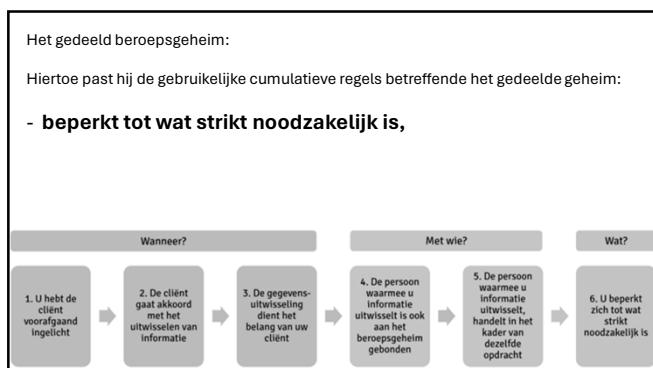 Het gedeeld beroepsgeheim:
Hiertoe past hij de gebruikelijke cumulatieve regels betreffende het gedeelde geheim:
- beperkt tot wat strikt noodzakelijk is,
Wanneer?
Met wie?
Wat?
1. U hebt de
cliënt
voorafgaand
ingelicht
2. De cliënt
gaat akkoord
met het
uitwisselen van
informatie
3. De gegevens-
uitwisseling
dient het
belang van uw
cliënt
4. De persoon
waarmee u
informatie
uitwisselt is ook
aan het
beroepsgeheim
gebonden
5. De persoon
waarmee u
informatie
uitwisselt,
handelt in het
kader van
dezelfde
opdracht
6. U beperkt
zich tot wat
strikt
noodzakelijk is